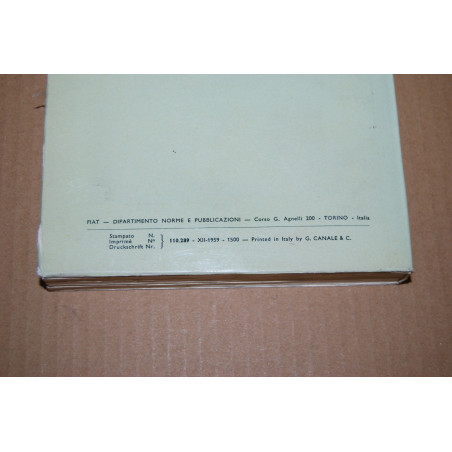 FIAT — DIPARTIMENTO NORME E PUBBLICAZIONI — Corso G. Agnelli 200 - TORINO - Italia
Stampato N.
Imprimé Nº } 110.289 - XII-1959 - 1500 — Printed in Italy by G. CANALE & C.
Druckschrift Nr.